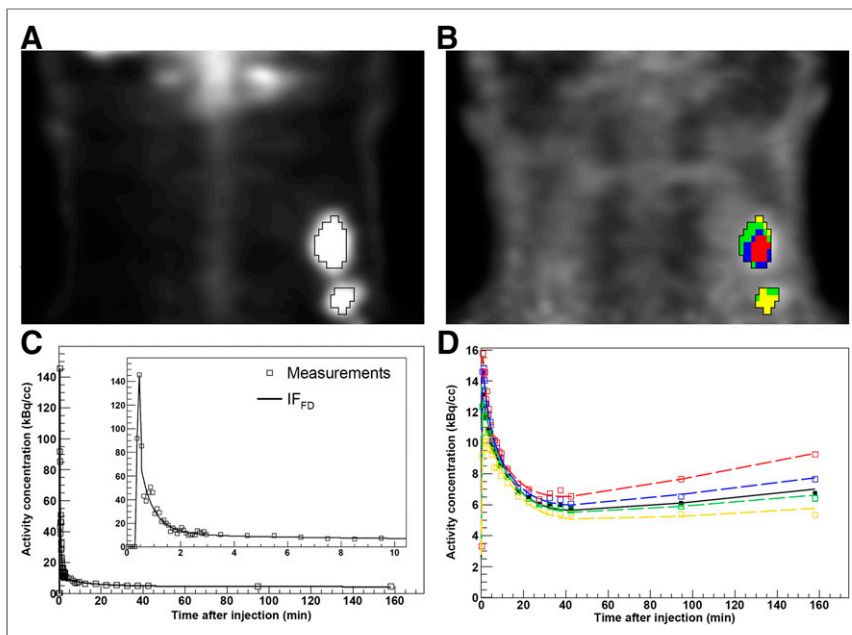 A
B
C
Activity concentration (kBq/cc)
160
140
120
100
80
60
40
20
0
0 20 40 60 80 100 120 140 160
Time after injection (min)
140
120
100
80
60
40
20
0
0 2 4 6 8 10
Measurements
IF_FD
D
Activity concentration (kBq/cc)
16
14
12
10
8
6
4
2
0
0 20 40 60 80 100 120 140 160
Time after injection (min)